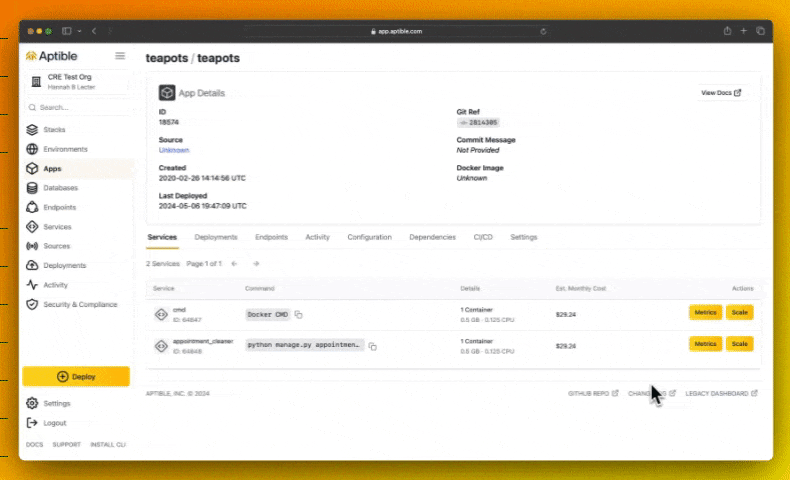 app.aptible.com
Aptible
CRE Test Org
Hannah B Lecter
Search...
Stacks
Environments
Apps
Databases
Endpoints
Services
Sources
Deployments
Activity
Security & Compliance
Deploy
Settings
Logout
DOCS SUPPORT INSTALL CLI
teapots / teapots
App Details
View Docs
ID
18574
Git Ref
2814305
Source
Unknown
Commit Message
Not Provided
Created
2020-02-26 14:14:56 UTC
Docker Image
Unknown
Last Deployed
2024-05-06 19:47:09 UTC
Services Deployments Endpoints Activity Configuration Dependencies CI/CD Settings
2 Services Page 1 of 1
Service Command Details Est. Monthly Cost Actions
cmd
ID: 64847
Docker CMD
1 Container
0.5 GB · 0.125 CPU
$29.24
Metrics Scale
appointment_cleaner
ID: 64848
python manage.py appointmen...
1 Container
0.5 GB · 0.125 CPU
$29.24
Metrics Scale
APTIBLE, INC. © 2024
GITHUB REPO LEGACY DASHBOARD